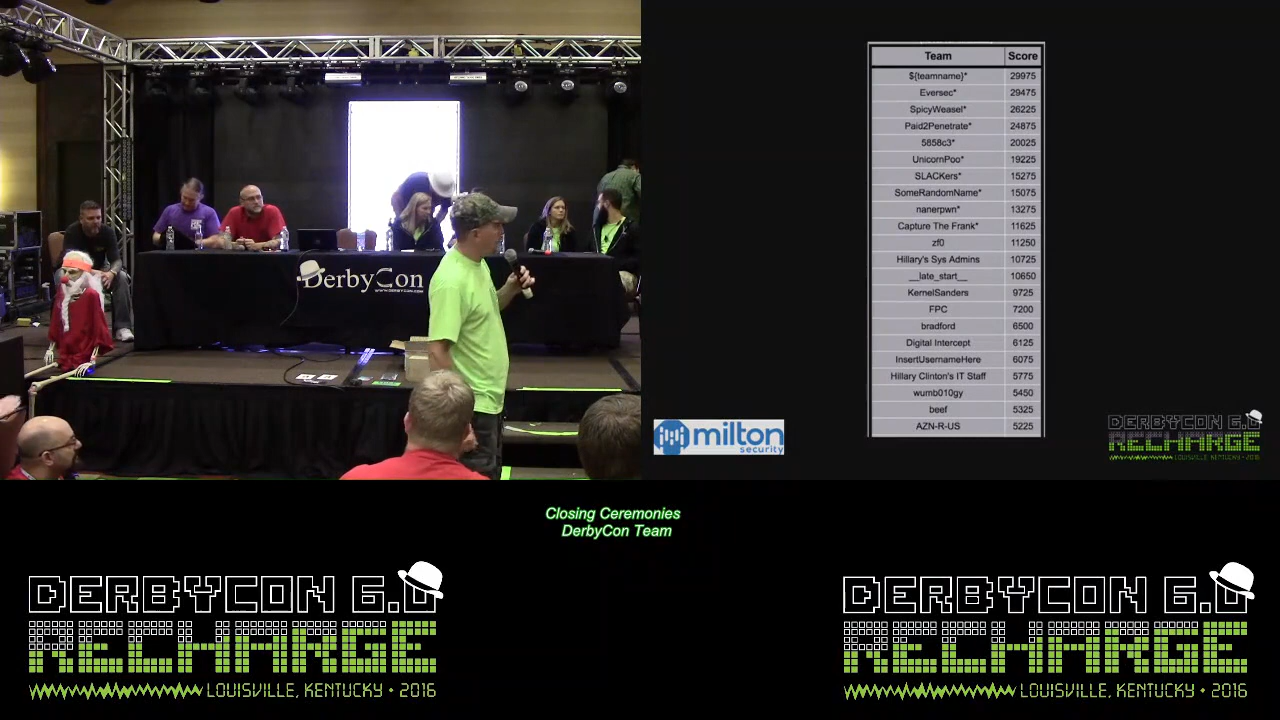 DerbyCon
Team Score
${teamname}* 29975
Eversec* 29475
SpicyWeasel* 26225
Paid2Penetrate* 24875
5858c3* 20025
UnicornPoo* 19225
SLACKers* 15275
SomeRandomName* 15075
nanerpwn* 13275
Capture The Frank* 11625
zf0 11250
Hillary's Sys Admins 10725
__late_start__ 10650
KernelSanders 9725
FPC 7200
bradford 6500
Digital Intercept 6125
InsertUsernameHere 6075
Hillary Clinton's IT Staff 5775
wumb010gy 5450
beef 5325
AZN-R-US 5225
milton
security
DERBYCON 6.0
RECHARGE
LOUISVILLE, KENTUCKY • 2016
Closing Ceremonies
DerbyCon Team
DERBYCON 6.0
RECHARGE
LOUISVILLE, KENTUCKY • 2016
DERBYCON 6.0
RECHARGE
LOUISVILLE, KENTUCKY • 2016